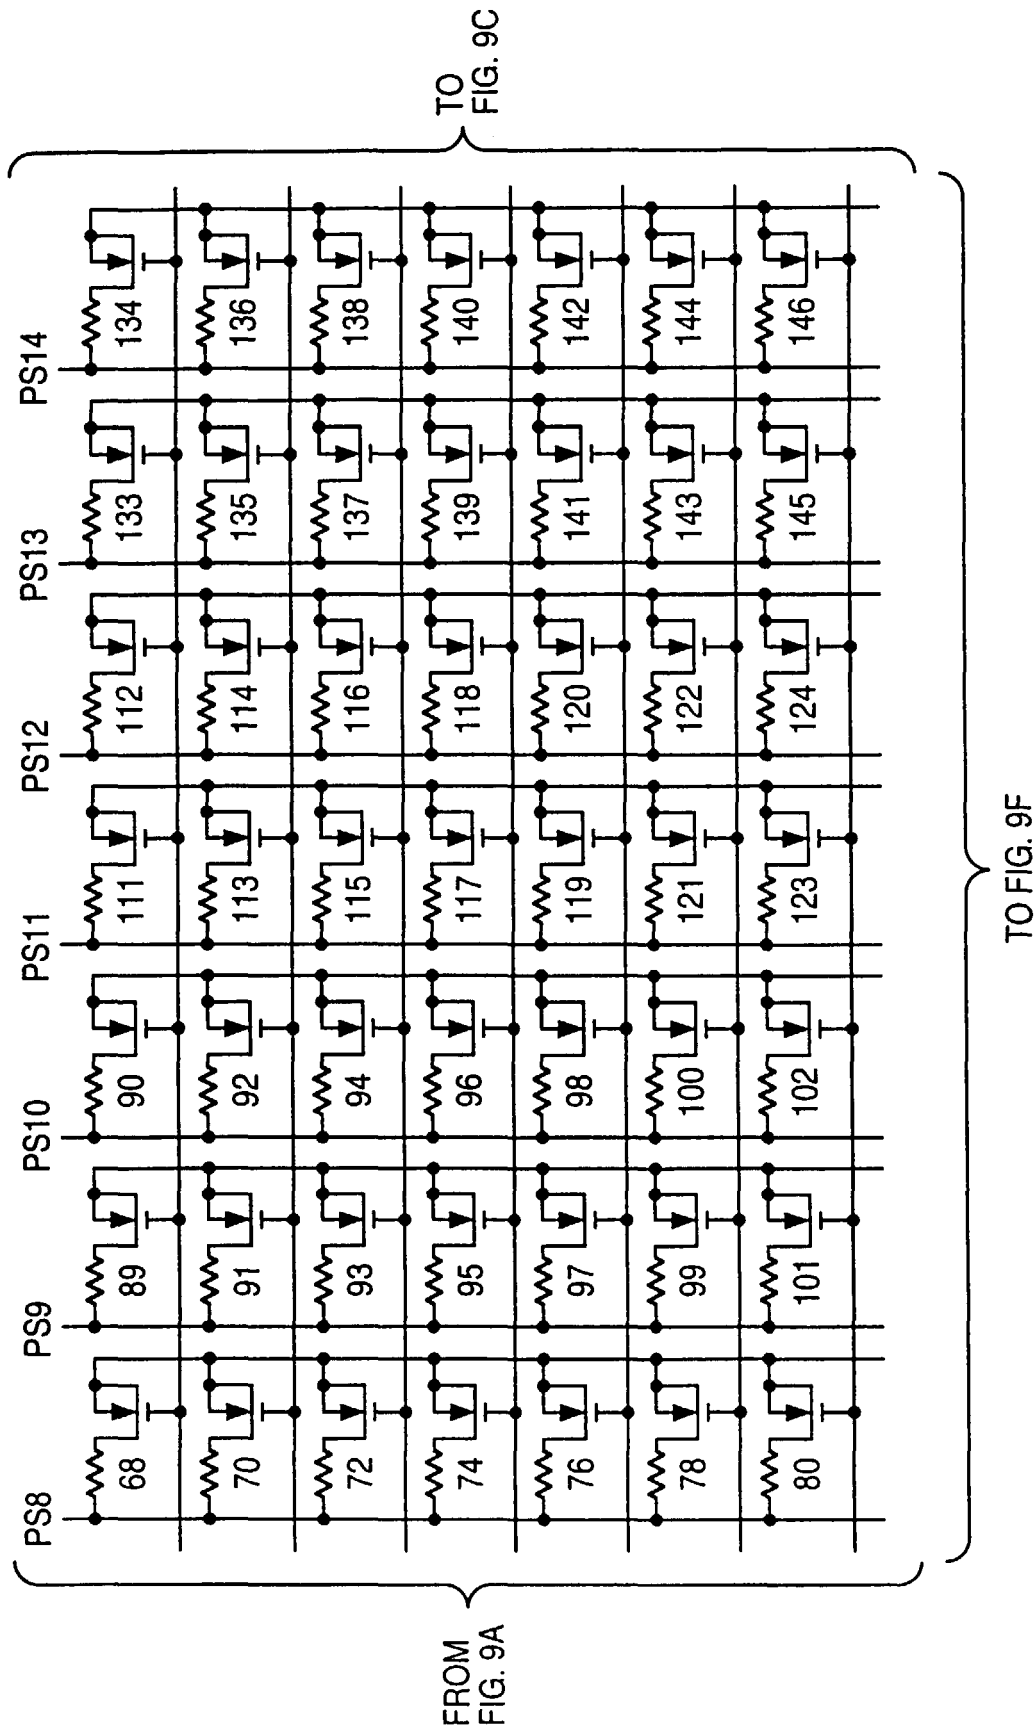 PS8 PS9 PS10 PS11 PS12 PS13 PS14
68 89 90 111 112 133 134
70 91 92 113 114 135 136
72 93 94 115 116 137 138
FROM
FIG. 9A
TO
FIG. 9C
74 95 96 117 118 139 140
76 97 98 119 120 141 142
78 99 100 121 122 143 144
80 101 102 123 124 145 146
TO FIG. 9F